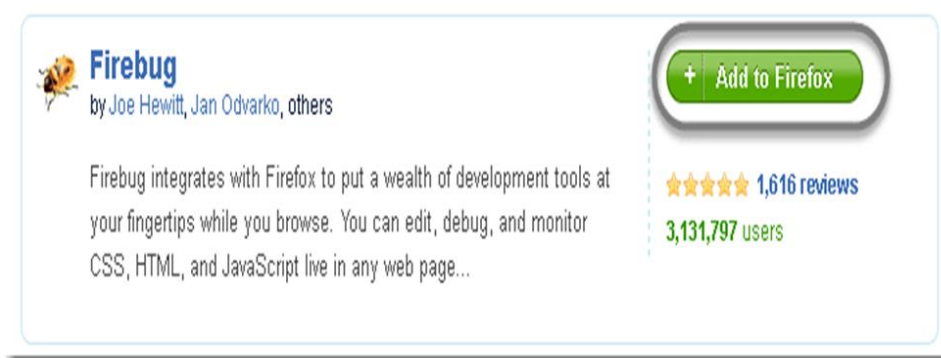 Firebug
by Joe Hewitt, Jan Odvarko, others
Firebug integrates with Firefox to put a wealth of development tools at
your fingertips while you browse. You can edit, debug, and monitor
CSS, HTML, and JavaScript live in any web page...
+ Add to Firefox
1,616 reviews
3,131,797 users